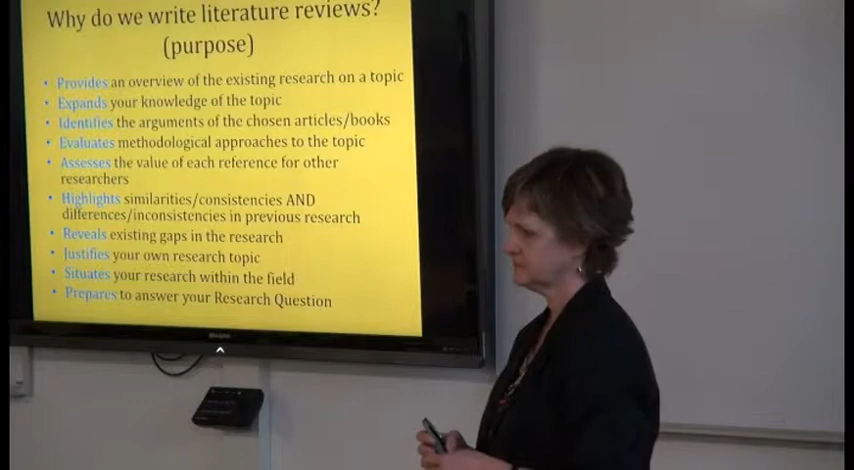 Why do we write literature reviews?
(purpose)
• Provides an overview of the existing research on a topic
• Expands your knowledge of the topic
• Identifies the arguments of the chosen articles/books
• Evaluates methodological approaches to the topic
• Assesses the value of each reference for other
researchers
• Highlights similarities/consistencies AND
differences/inconsistencies in previous research
• Reveals existing gaps in the research
• Justifies your own research topic
• Situates your research within the field
• Prepares to answer your Research Question
SHARP